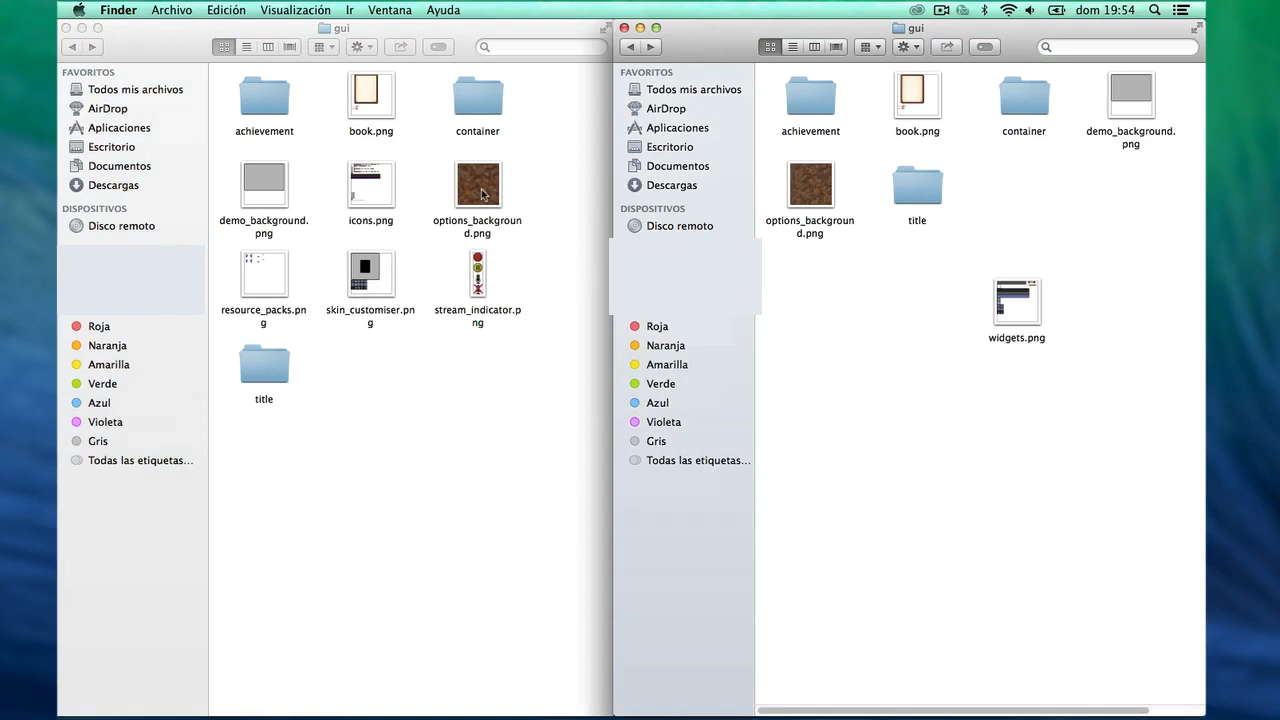 Finder Archivo Edición Visualización Ir Ventana Ayuda dom 19:54
gui
FAVORITOS
Todos mis archivos
AirDrop
Aplicaciones
Escritorio
Documentos
Descargas
DISPOSITIVOS
Disco remoto
Roja
Naranja
Amarilla
Verde
Azul
Violeta
Gris
Todas las etiquetas...
achievement
book.png
container
demo_background.
png
icons.png
options_backgroun
d.png
resource_packs.pn
g
skin_customiser.pn
g
stream_indicator.p
ng
title
gui
FAVORITOS
Todos mis archivos
AirDrop
Aplicaciones
Escritorio
Documentos
Descargas
DISPOSITIVOS
Disco remoto
Roja
Naranja
Amarilla
Verde
Azul
Violeta
Gris
Todas las etiquetas...
achievement
book.png
container
demo_background.
png
options_backgroun
d.png
title
widgets.png